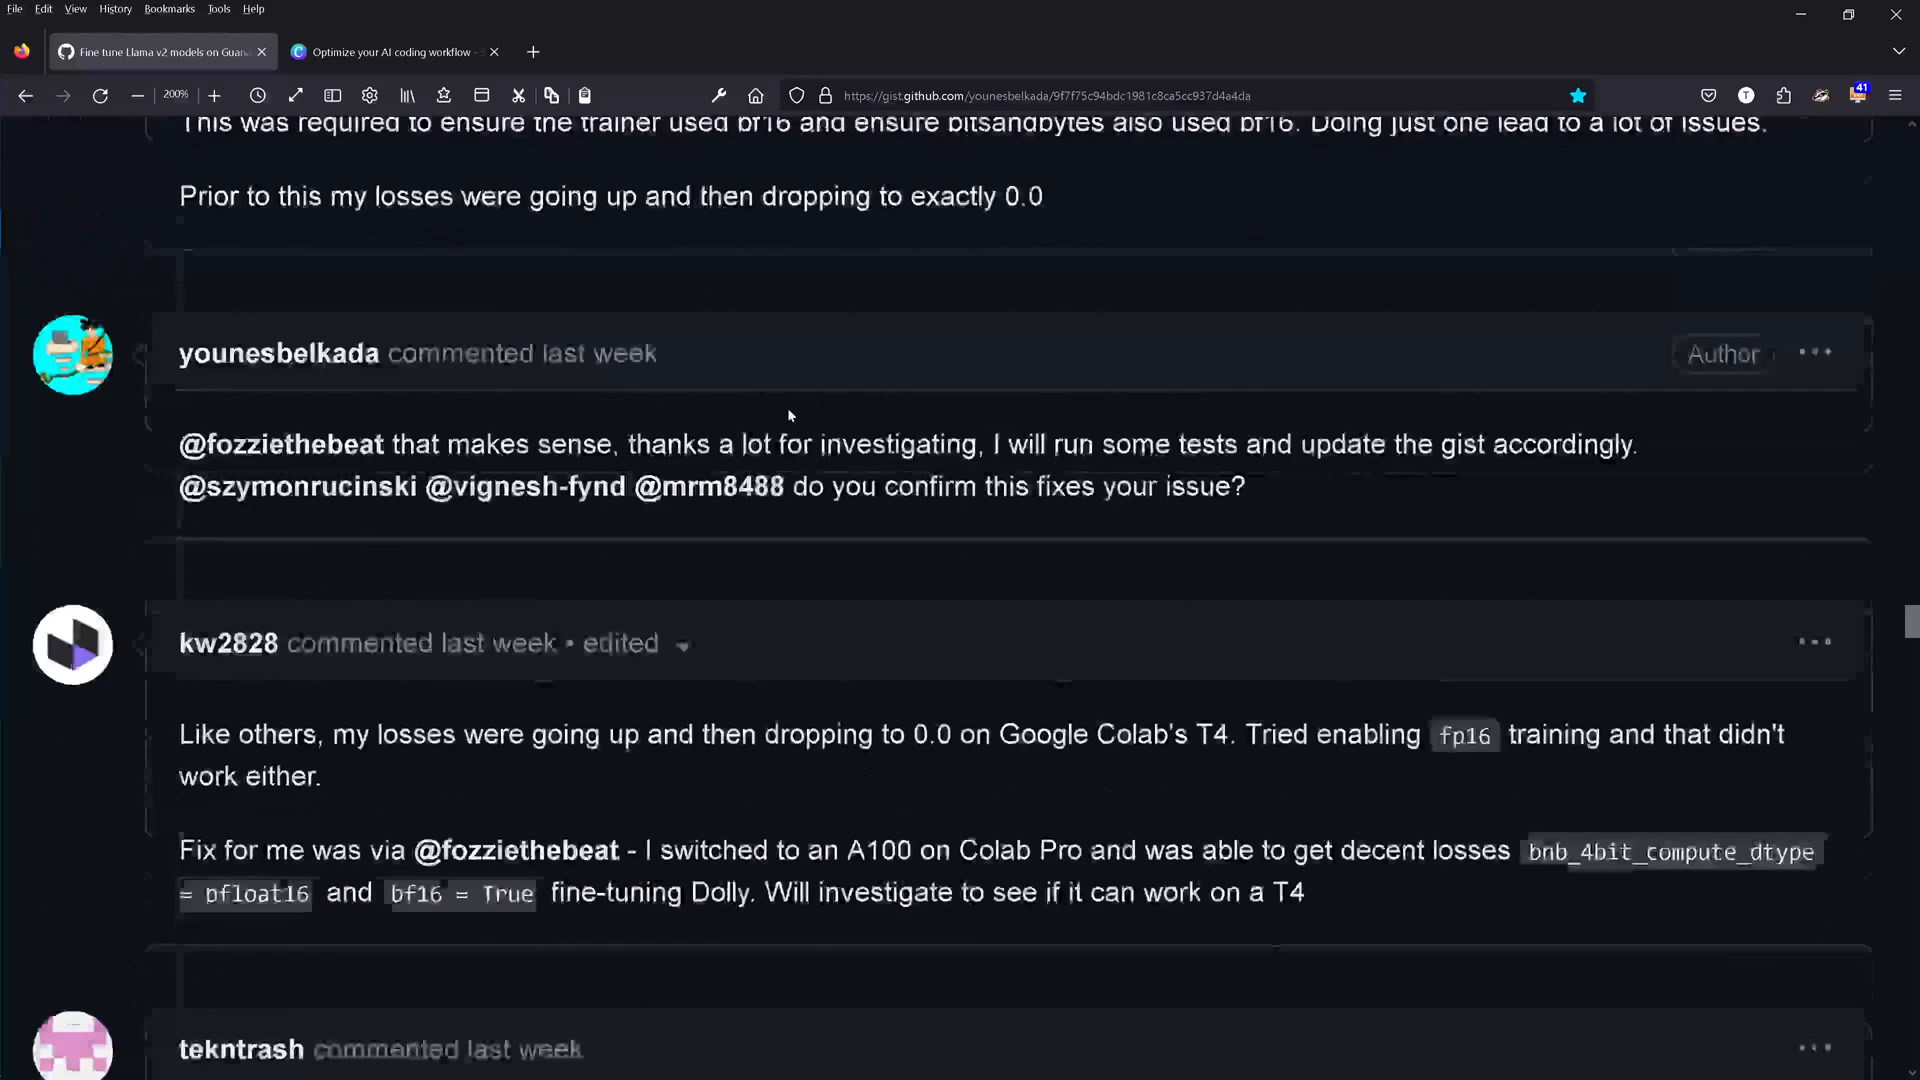 File Edit View History Bookmarks Tools Help
Fine tune Llama v2 models on Guan
Optimize your AI coding workflow -
200%
https://gist.github.com/younesbelkada/9f7f75c94bdc1981c8ca5cc937d4a4da
T
41
This was required to ensure the trainer used bf16 and ensure bitsandbytes also used bf16. Doing just one lead to a lot of issues.
Prior to this my losses were going up and then dropping to exactly 0.0
younesbelkada commented last week
Author
@fozziethebeat that makes sense, thanks a lot for investigating, I will run some tests and update the gist accordingly.
@szymonrucinski @vignesh-fynd @mrm8488 do you confirm this fixes your issue?
kw2828 commented last week • edited
Like others, my losses were going up and then dropping to 0.0 on Google Colab's T4. Tried enabling fp16 training and that didn't
work either.
Fix for me was via @fozziethebeat - I switched to an A100 on Colab Pro and was able to get decent losses bnb_4bit_compute_dtype
= bfloat16 and bf16 = True fine-tuning Dolly. Will investigate to see if it can work on a T4
tekntrash commented last week